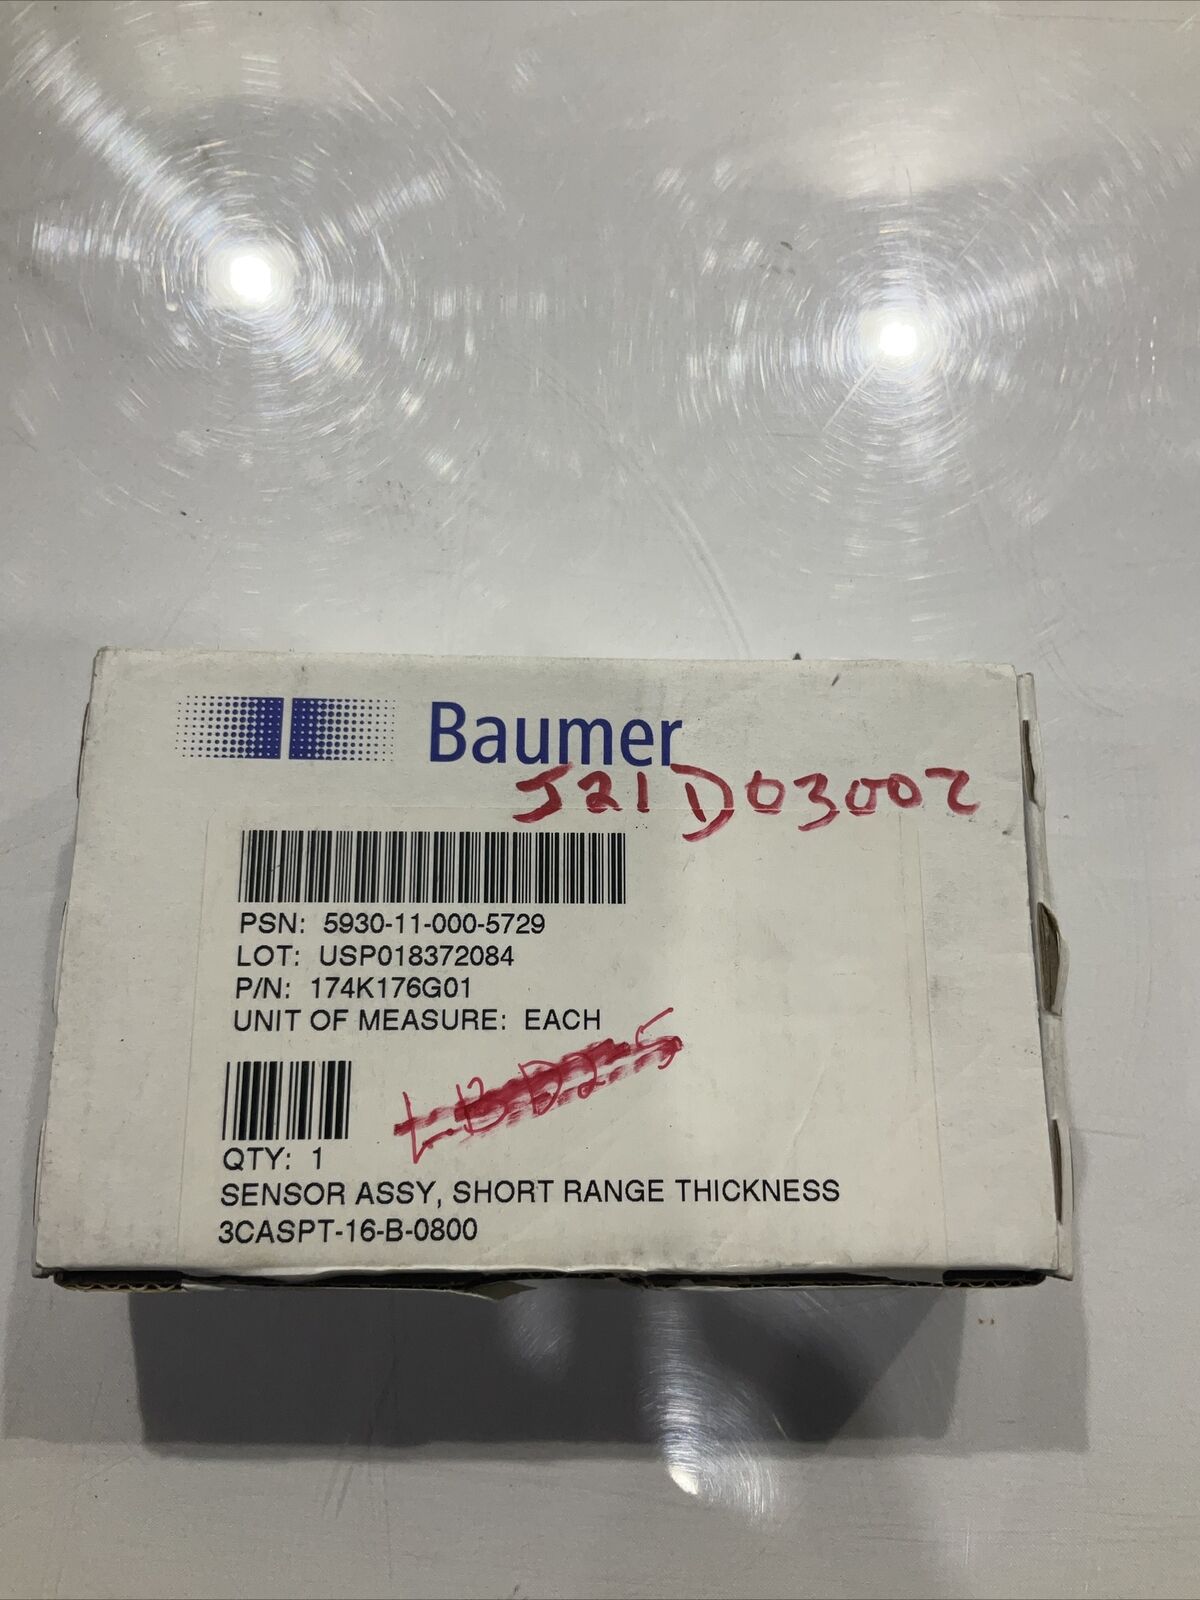 Baumer
J21D03002
PSN: 5930-11-000-5729
LOT: USP018372084
P/N: 174K176G01
UNIT OF MEASURE: EACH
QTY: 1
SENSOR ASSY, SHORT RANGE THICKNESS
3CASPT-16-B-0800